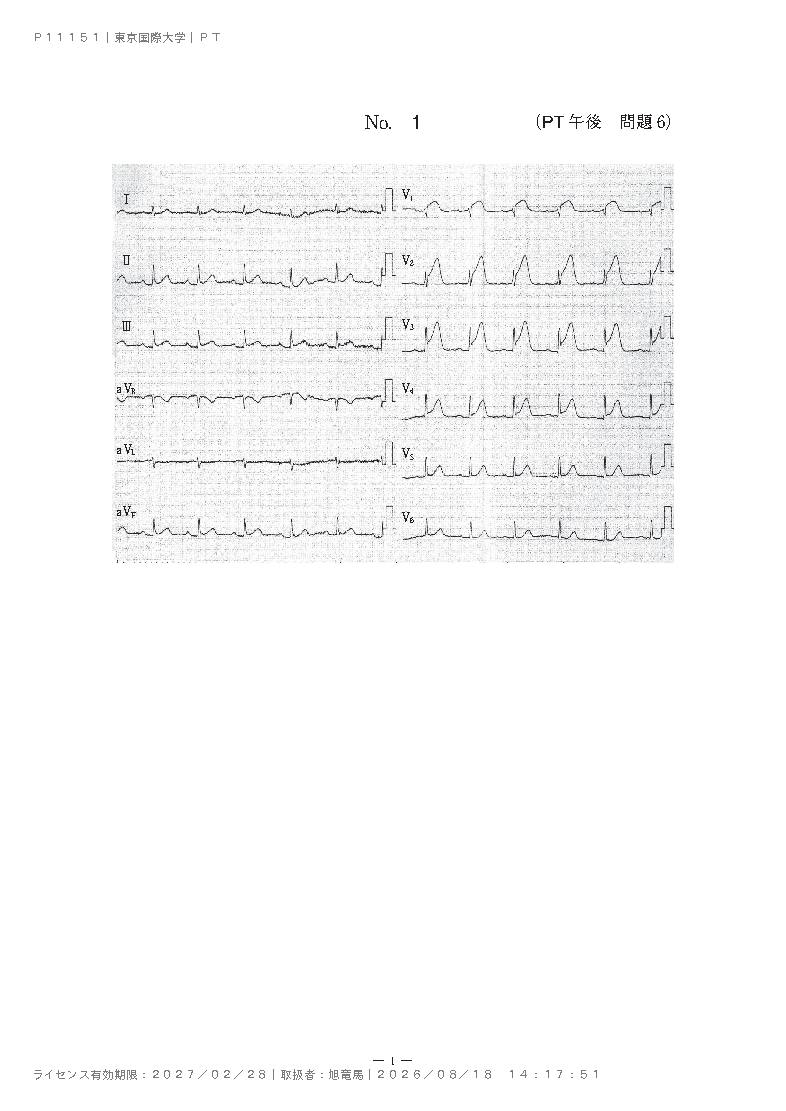 P11151|東京国際大学|PT
No. 1 (PT午後 問題6)
I
V₁
II
V₂
III
V₃
aVR
V₄
aVL
V₅
aVF
V₆
— 1 —
ライセンス有効期限:2027/02/28|取扱者:旭竜馬|2026/08/18 14:17:51